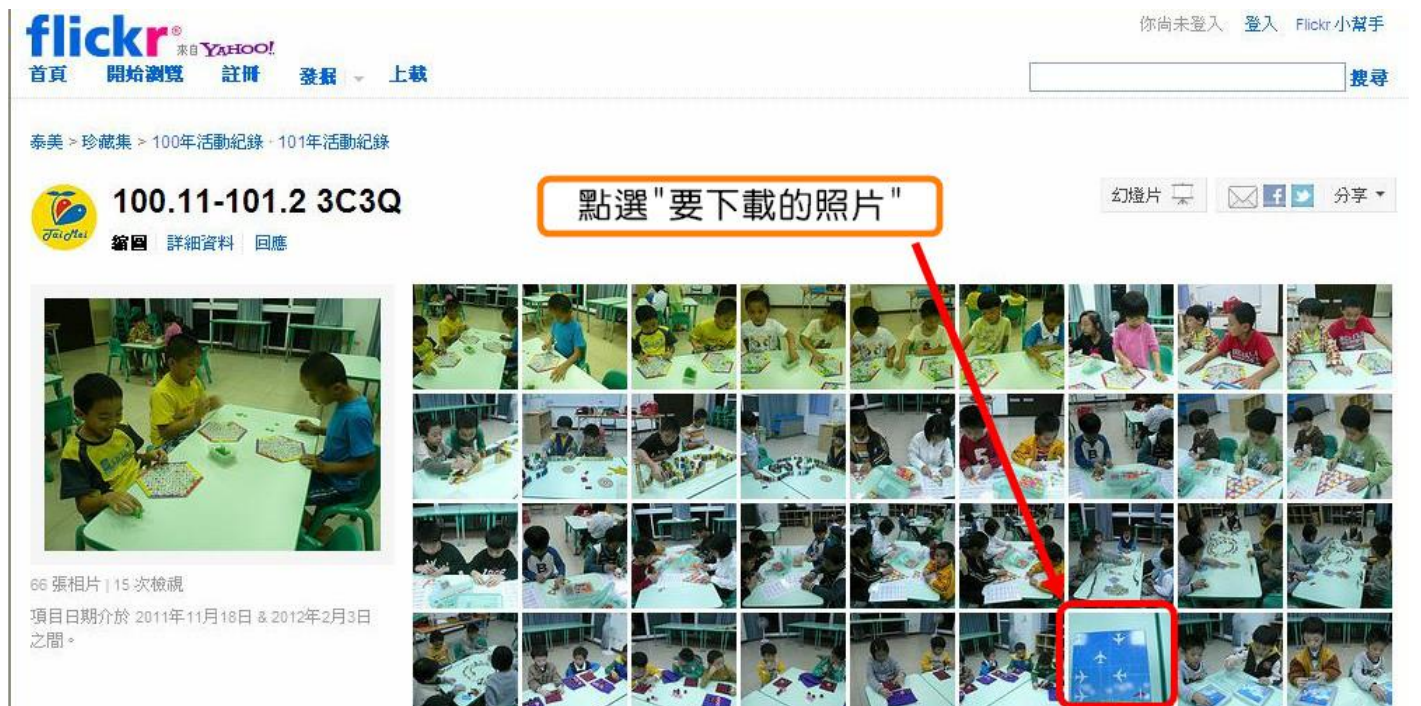 你尚未登入 登入 Flickr 小幫手
flickr® 來自 YAHOO!
首頁 開始瀏覽 註冊 發掘 上載
搜尋
泰美 > 珍藏集 > 100年活動紀錄 · 101年活動紀錄
TaiMei
100.11-101.2 3C3Q
點選"要下載的照片"
幻燈片 分享
縮圖 詳細資料 回應
66 張相片 | 15 次檢視
項目日期介於 2011年11月18日 & 2012年2月3日
之間。